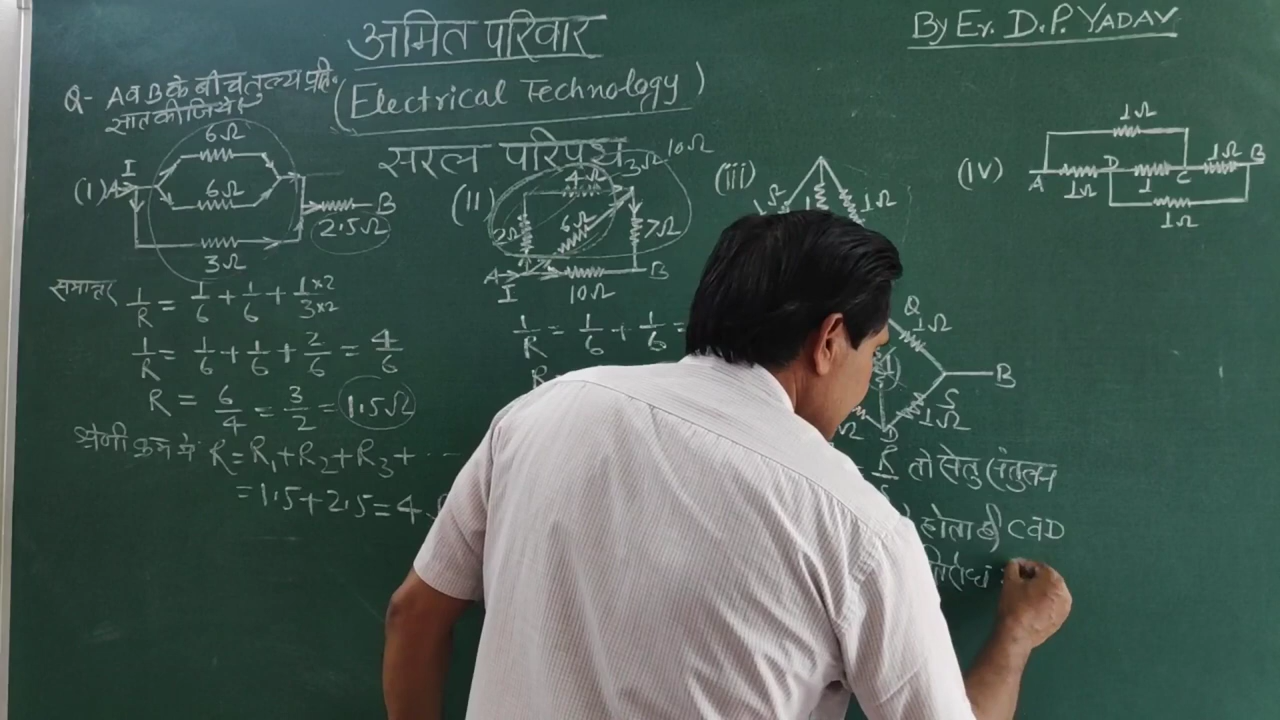 अमित परिवार
By Er. D.P. YADAV
(Electrical Technology)
सरल परिपथ
Q- A व B के बीच तुल्य प्रति॰
ज्ञात कीजिये।
(I) A I 6Ω 6Ω 3Ω 2.5Ω B
(II) 4Ω 3Ω 10Ω 2Ω 6Ω 7Ω A I 10Ω B
(iii) Ω 1Ω
(IV) 1Ω A 1Ω D 1 C 1Ω B 1Ω
समान्तर 1/R = 1/6 + 1/6 + 1×2/3×2
1/R = 1/6 + 1/6 + 2/6 = 4/6
R = 6/4 = 3/2 = 1.5Ω
श्रेणी क्रम में R = R₁+R₂+R₃+ ...
= 1.5+2.5 = 4
1/R = 1/6 + 1/6 =
R
Q 1Ω B S 1Ω D Ω
= R तो सेतु संतुलन
होता है, C व D